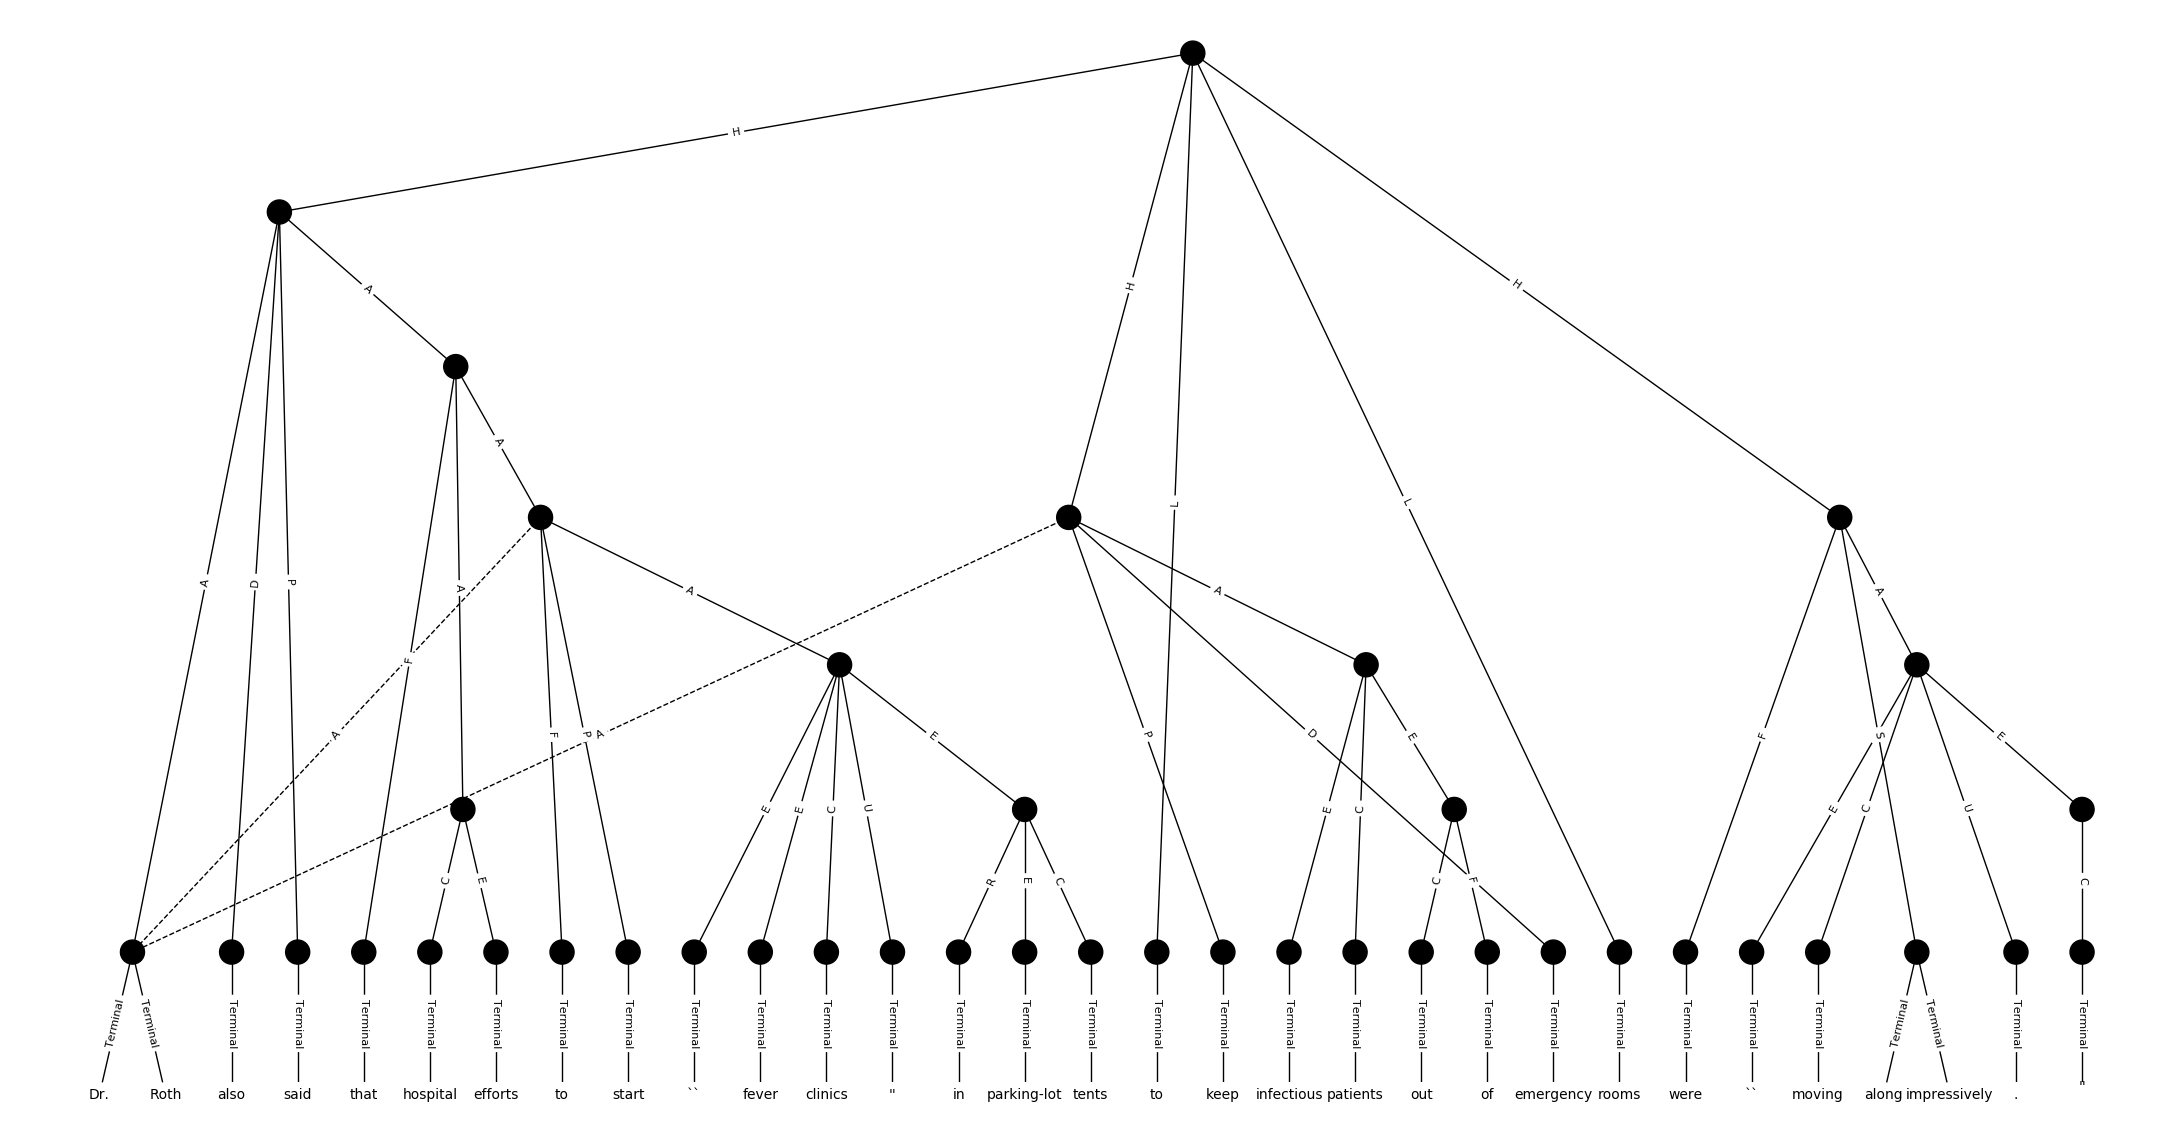 H
A
H
H
A
L
L
A
D
P
A
A
A
A
F
A
F
P
A
E
P
D
E
F
S
E
E
E
C
U
E
C
E
C
U
C
E
R
E
C
C
F
C
Terminal Terminal Terminal Terminal Terminal Terminal Terminal Terminal Terminal Terminal Terminal Terminal Terminal Terminal Terminal Terminal Terminal Terminal Terminal Terminal Terminal Terminal Terminal Terminal Terminal Terminal Terminal Terminal Terminal Terminal Terminal
Dr. Roth also said that hospital efforts to start `` fever clinics " in parking-lot tents to keep infectious patients out of emergency rooms were `` moving along impressively . "